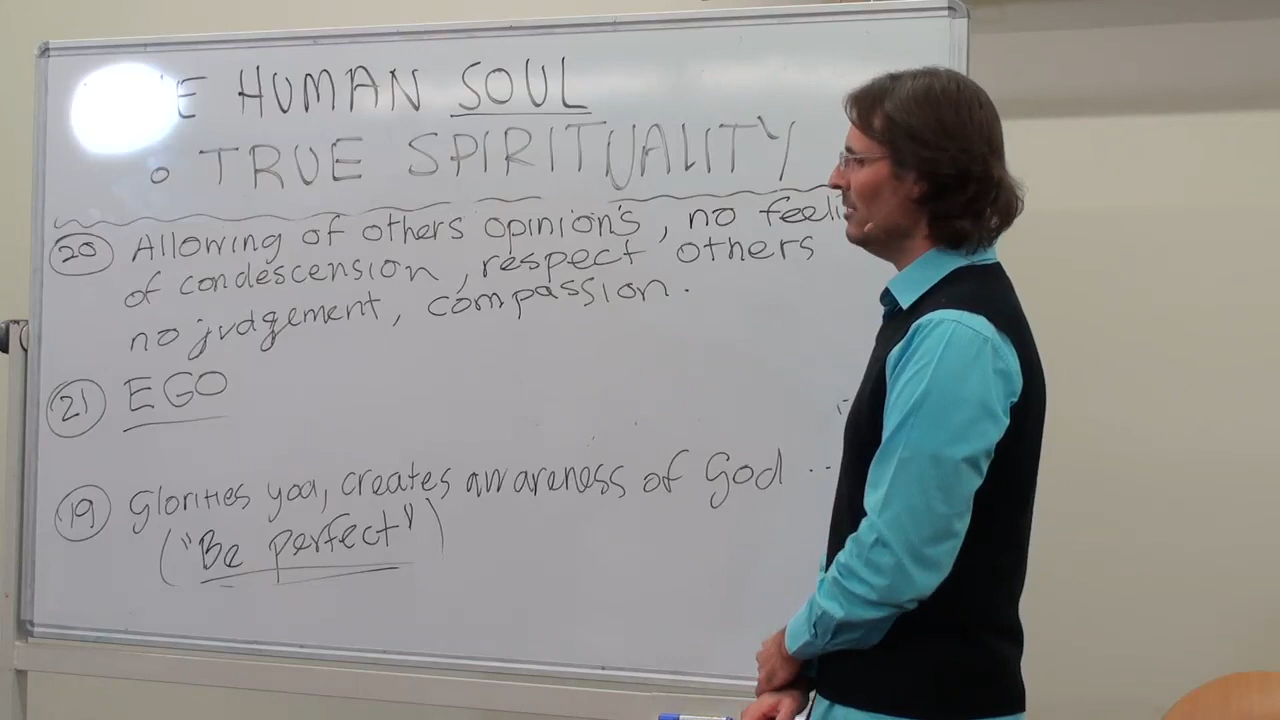 E HUMAN SOUL
TRUE SPIRITUALITY
20 Allowing of others opinion's, no feeli
of condescension, respect others
no judgement, compassion.
21 EGO
19 Glorifies you, creates awareness of God ..
("Be perfect")